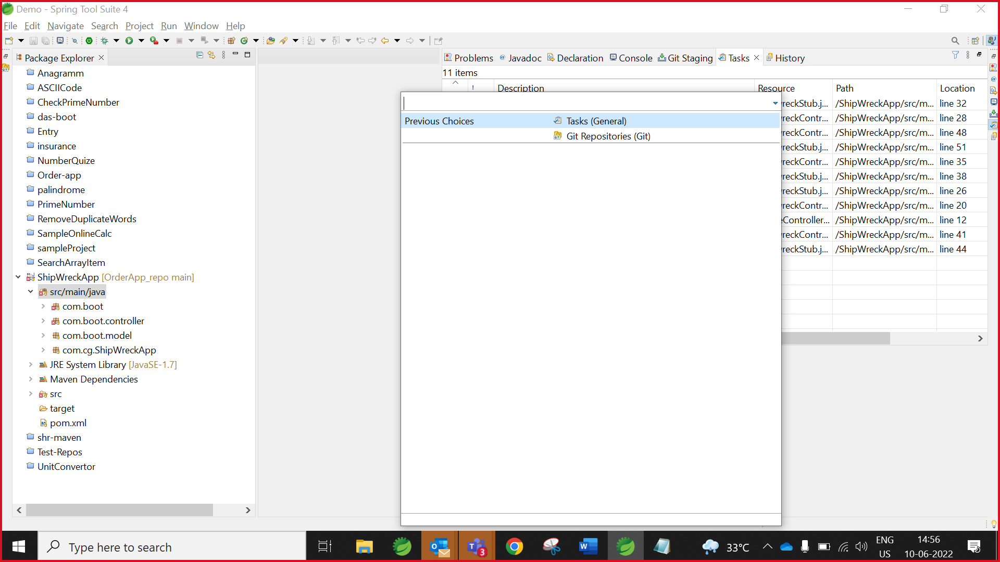 Demo - Spring Tool Suite 4
File Edit Navigate Search Project Run Window Help
Package Explorer
Anagramm
ASCIICode
CheckPrimeNumber
das-boot
Entry
insurance
NumberQuize
Order-app
palindrome
PrimeNumber
RemoveDuplicateWords
SampleOnlineCalc
sampleProject
SearchArrayItem
ShipWreckApp [OrderApp_repo main]
src/main/java
com.boot
com.boot.controller
com.boot.model
com.cg.ShipWreckApp
JRE System Library [JavaSE-1.7]
Maven Dependencies
src
target
pom.xml
shr-maven
Test-Repos
UnitConvertor
Problems Javadoc Declaration Console Git Staging Tasks History
11 items
! Description Resource Path Location
reckStub.j... /ShipWreckApp/src/m... line 32
reckContr... /ShipWreckApp/src/m... line 28
reckContr... /ShipWreckApp/src/m... line 48
reckStub.j... /ShipWreckApp/src/m... line 51
reckContr... /ShipWreckApp/src/m... line 35
reckStub.j... /ShipWreckApp/src/m... line 38
reckStub.j... /ShipWreckApp/src/m... line 26
reckContr... /ShipWreckApp/src/m... line 20
eController... /ShipWreckApp/src/m... line 12
reckContr... /ShipWreckApp/src/m... line 41
reckStub.j... /ShipWreckApp/src/m... line 44
Previous Choices Tasks (General)
Git Repositories (Git)
Type here to search
3
33°C
ENG
US
14:56
10-06-2022